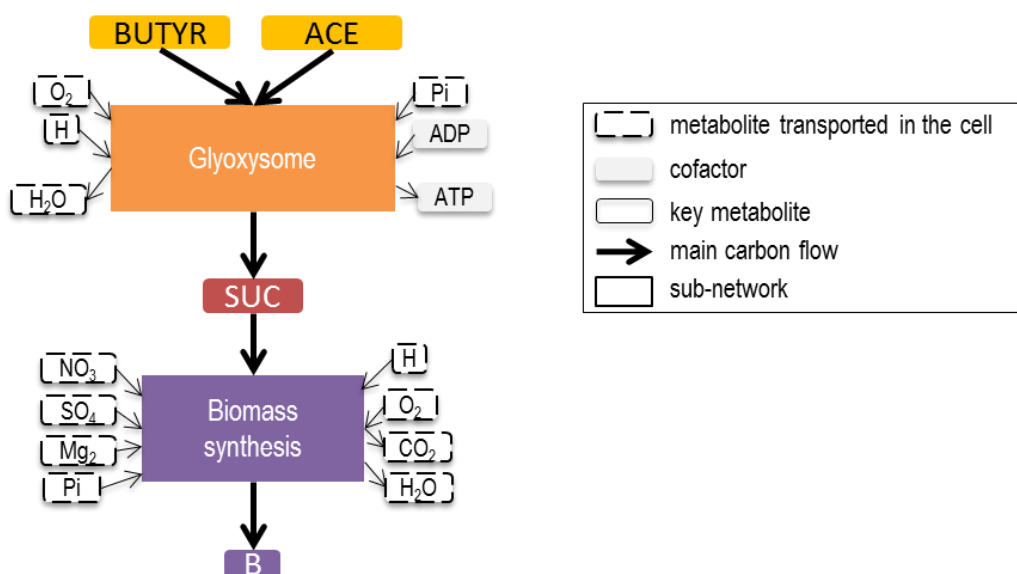 BUTYR
ACE
O₂
H
H₂O
Glyoxysome
Pi
ADP
ATP
SUC
NO₃
SO₄
Mg₂
Pi
Biomass
synthesis
H
O₂
CO₂
H₂O
B
metabolite transported in the cell
cofactor
key metabolite
main carbon flow
sub-network